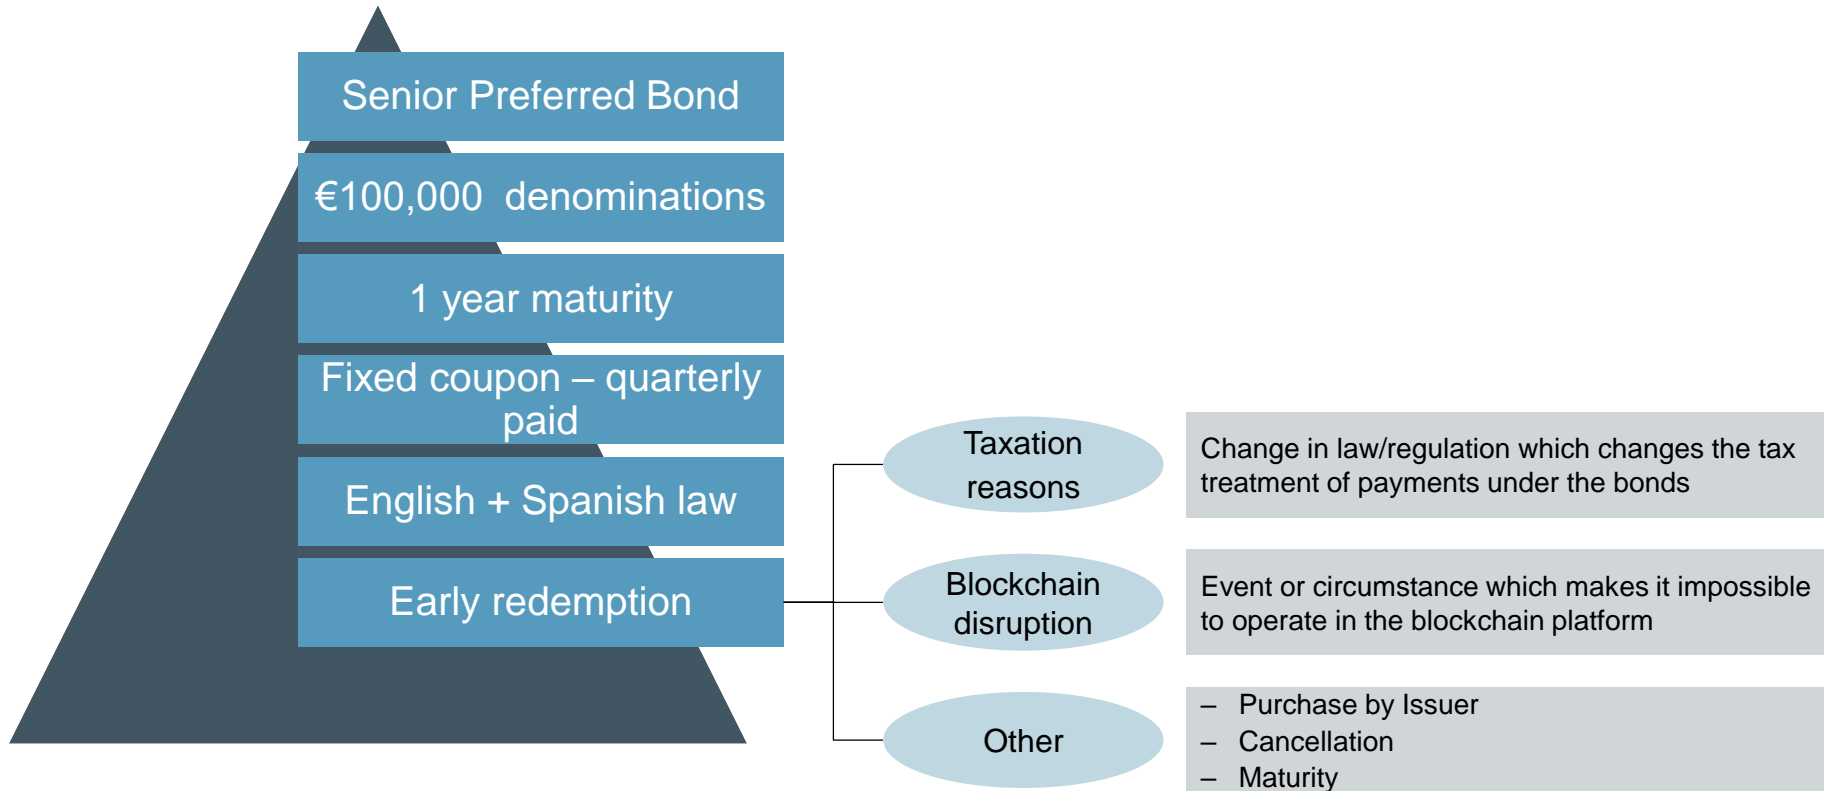 Senior Preferred Bond
€100,000 denominations
1 year maturity
Fixed coupon – quarterly
paid
English + Spanish law
Early redemption
Taxation
reasons
Change in law/regulation which changes the tax
treatment of payments under the bonds
Blockchain
disruption
Event or circumstance which makes it impossible
to operate in the blockchain platform
Other
– Purchase by Issuer
– Cancellation
– Maturity